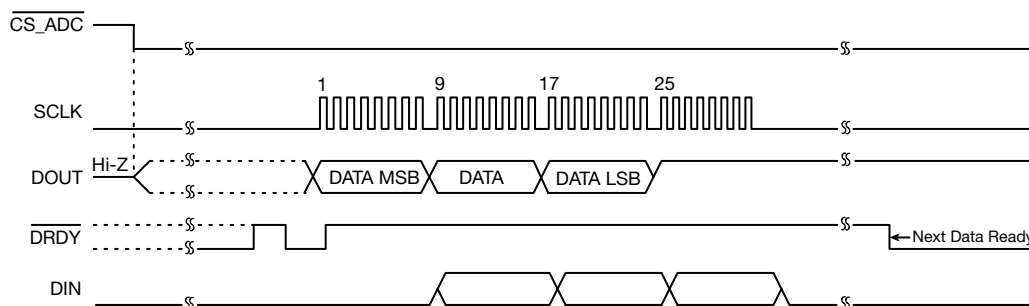 CS_ADC
1 9 17 25
SCLK
Hi-Z
DOUT
DATA MSB DATA DATA LSB
DRDY
Next Data Ready
DIN